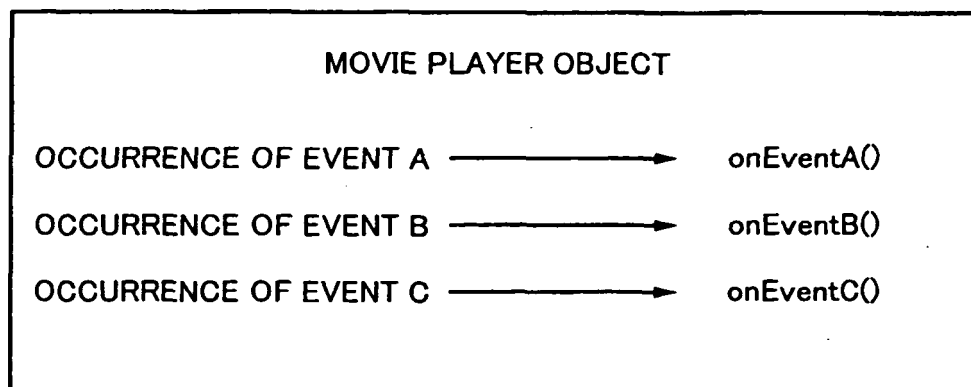 MOVIE PLAYER OBJECT
OCCURRENCE OF EVENT A onEventA()
OCCURRENCE OF EVENT B onEventB()
OCCURRENCE OF EVENT C onEventC()